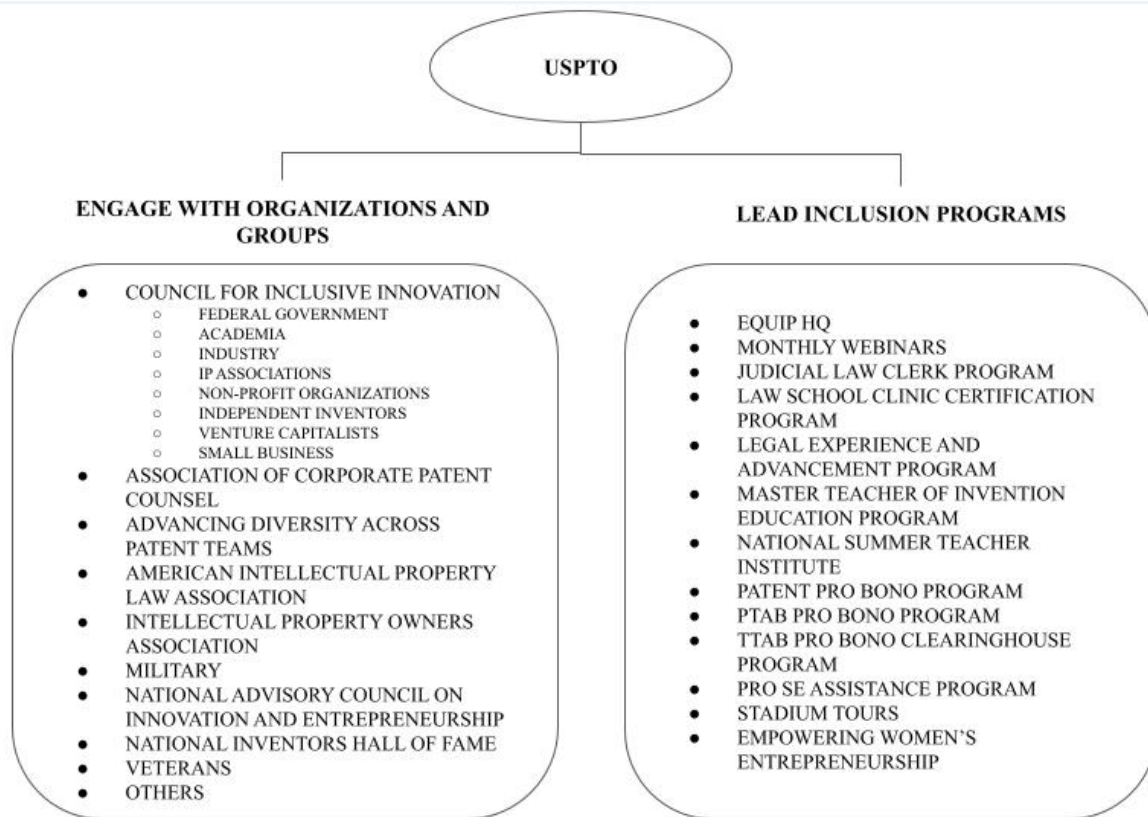 USPTO
ENGAGE WITH ORGANIZATIONS AND
GROUPS
● COUNCIL FOR INCLUSIVE INNOVATION
○ FEDERAL GOVERNMENT
○ ACADEMIA
○ INDUSTRY
○ IP ASSOCIATIONS
○ NON-PROFIT ORGANIZATIONS
○ INDEPENDENT INVENTORS
○ VENTURE CAPITALISTS
○ SMALL BUSINESS
● ASSOCIATION OF CORPORATE PATENT
COUNSEL
● ADVANCING DIVERSITY ACROSS
PATENT TEAMS
● AMERICAN INTELLECTUAL PROPERTY
LAW ASSOCIATION
● INTELLECTUAL PROPERTY OWNERS
ASSOCIATION
● MILITARY
● NATIONAL ADVISORY COUNCIL ON
INNOVATION AND ENTREPRENEURSHIP
● NATIONAL INVENTORS HALL OF FAME
● VETERANS
● OTHERS
LEAD INCLUSION PROGRAMS
● EQUIP HQ
● MONTHLY WEBINARS
● JUDICIAL LAW CLERK PROGRAM
● LAW SCHOOL CLINIC CERTIFICATION
PROGRAM
● LEGAL EXPERIENCE AND
ADVANCEMENT PROGRAM
● MASTER TEACHER OF INVENTION
EDUCATION PROGRAM
● NATIONAL SUMMER TEACHER
INSTITUTE
● PATENT PRO BONO PROGRAM
● PTAB PRO BONO PROGRAM
● TTAB PRO BONO CLEARINGHOUSE
PROGRAM
● PRO SE ASSISTANCE PROGRAM
● STADIUM TOURS
● EMPOWERING WOMEN'S
ENTREPRENEURSHIP